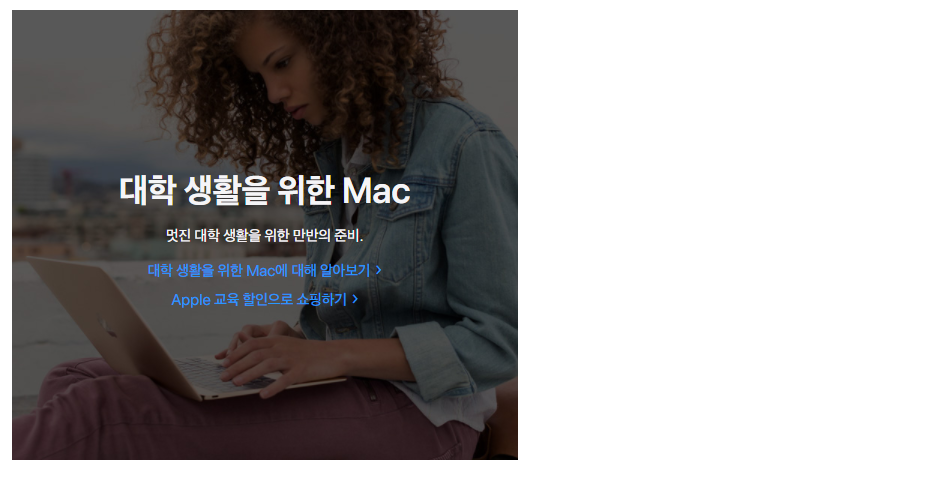 대학 생활을 위한 Mac
멋진 대학 생활을 위한 만반의 준비.
대학 생활을 위한 Mac에 대해 알아보기 >
Apple 교육 할인으로 쇼핑하기 >